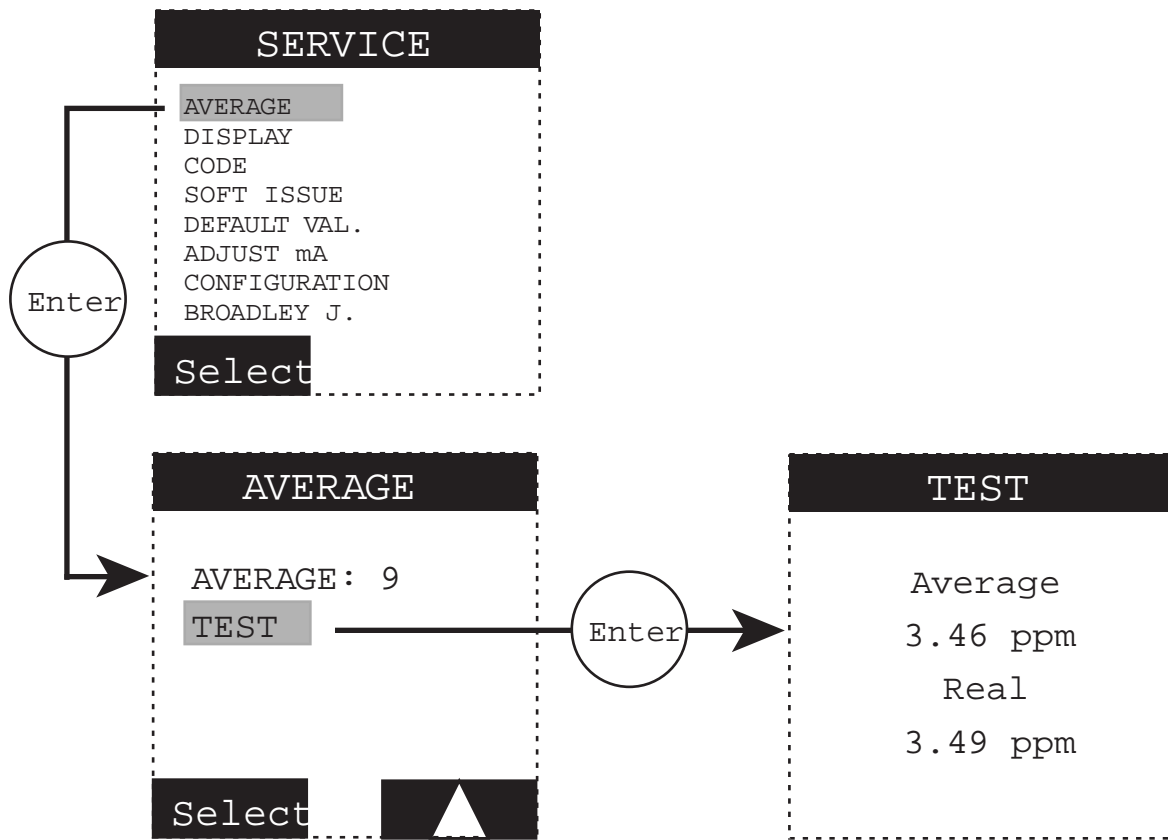 SERVICE
AVERAGE
DISPLAY
CODE
SOFT ISSUE
DEFAULT VAL.
ADJUST mA
CONFIGURATION
BROADLEY J.
Select
Enter
AVERAGE
AVERAGE: 9
TEST
Select
Enter
TEST
Average
3.46 ppm
Real
3.49 ppm